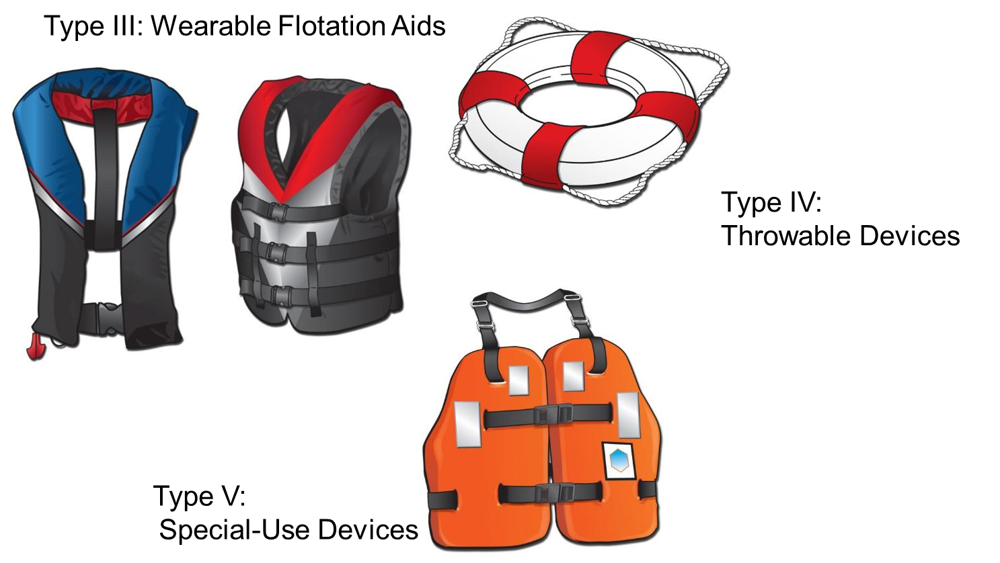 Type III: Wearable Flotation Aids
Type IV:
Throwable Devices
Type V:
Special-Use Devices